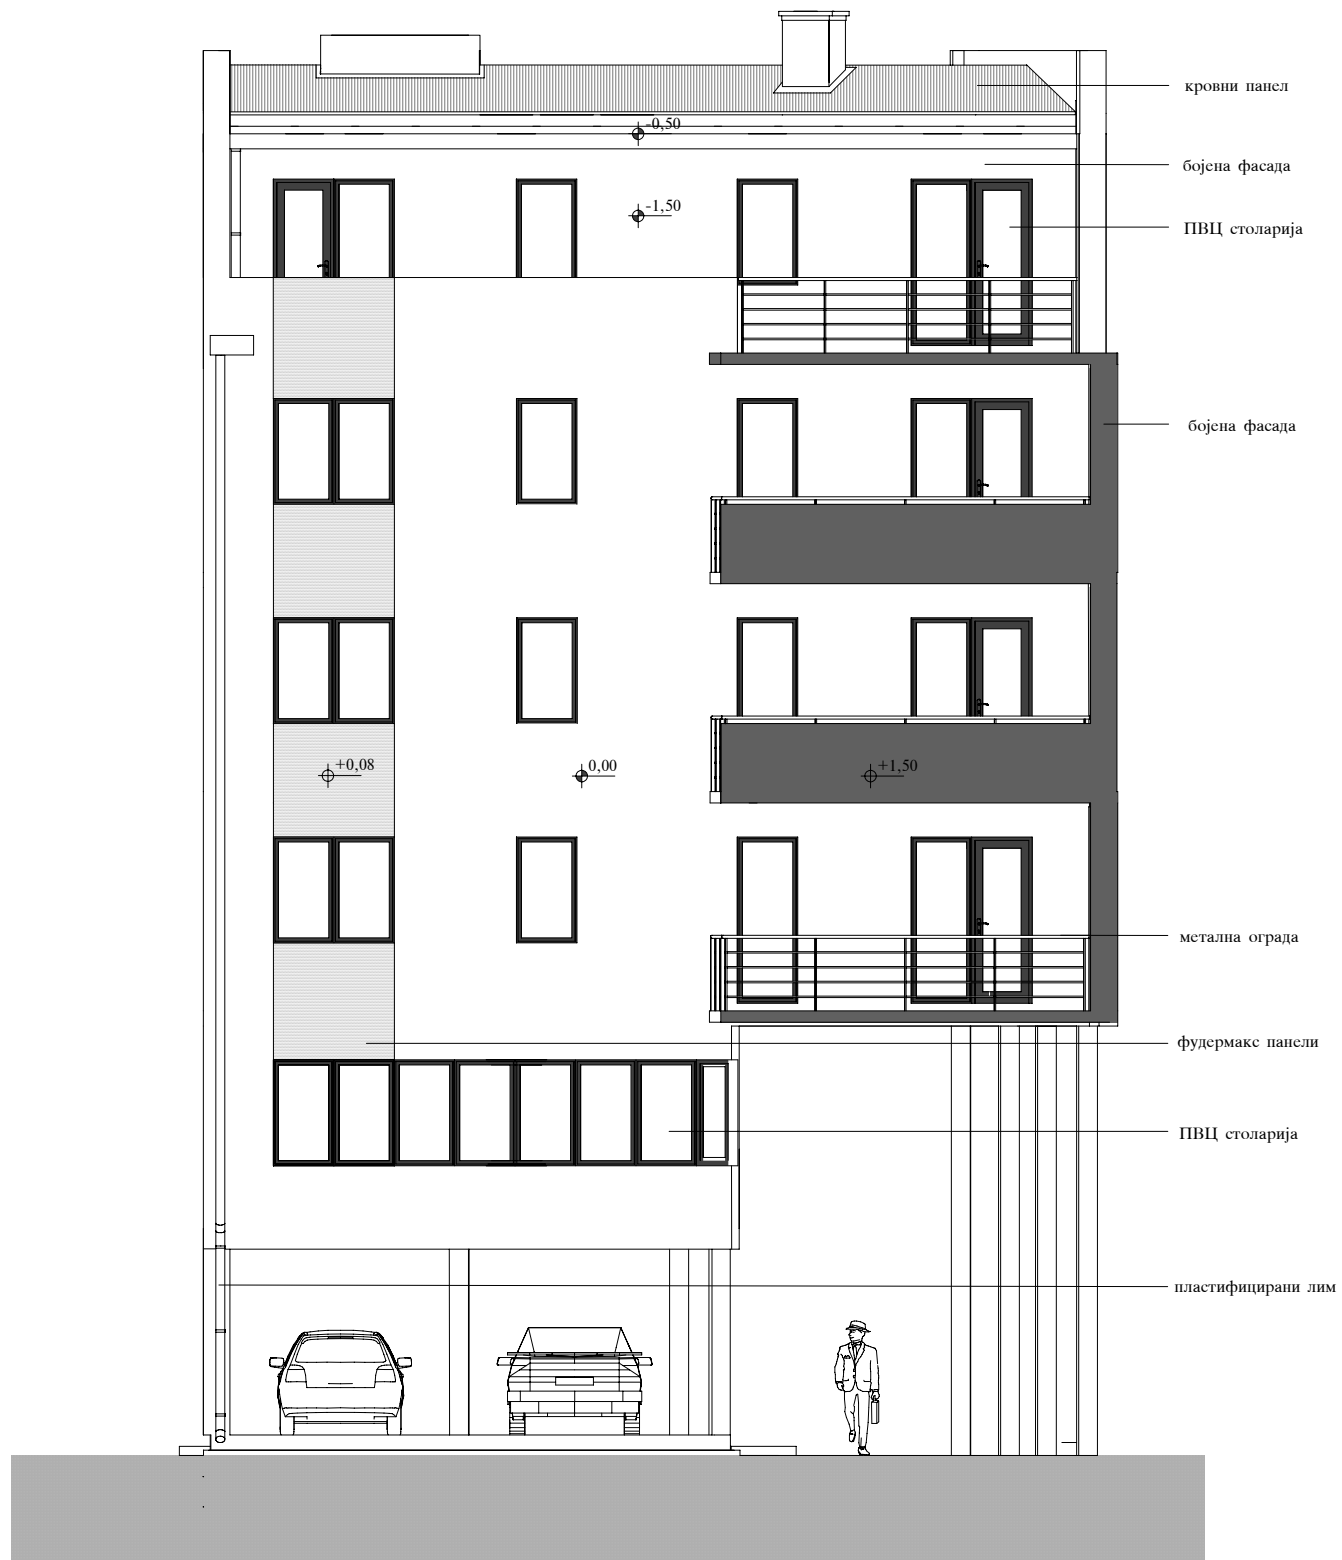 кровни панел
-0,50
бојена фасада
-1,50
ПВЦ столарија
бојена фасада
+0,08
0,00
+1,50
метална ограда
фудермакс панели
ПВЦ столарија
пластифицирани лим